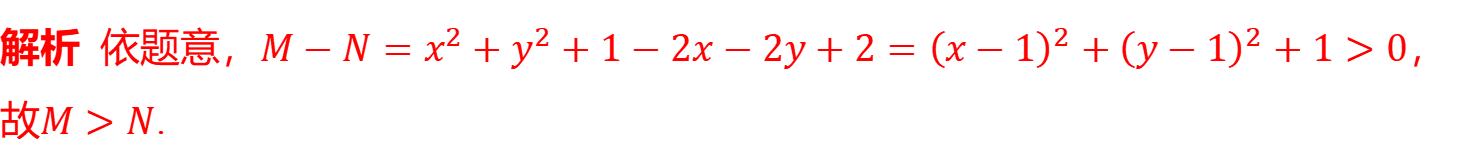 解析 依题意，M − N = x² + y² + 1 − 2x − 2y + 2 = (x − 1)² + (y − 1)² + 1 > 0，
故M > N.